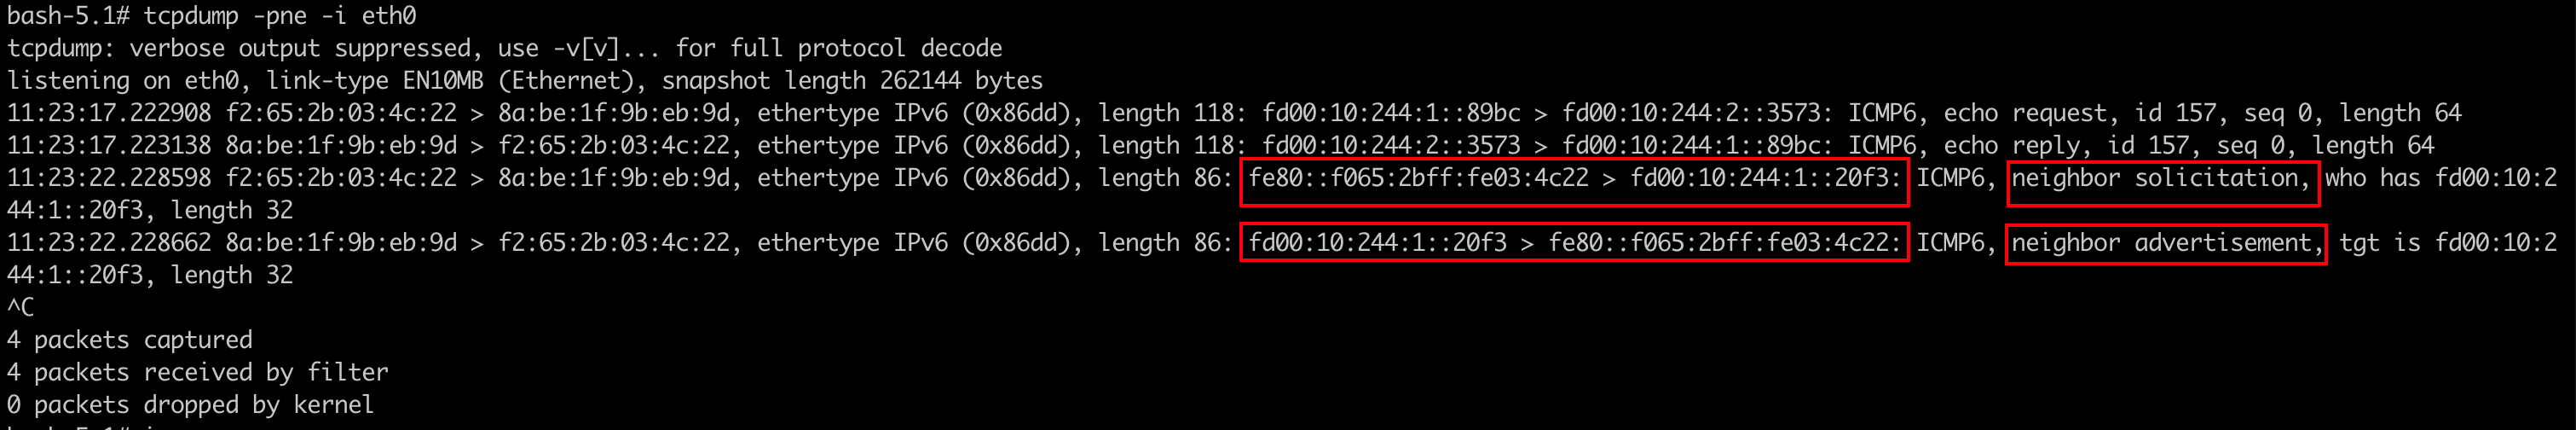 bash-5.1# tcpdump -pne -i eth0
tcpdump: verbose output suppressed, use -v[v]... for full protocol decode
listening on eth0, link-type EN10MB (Ethernet), snapshot length 262144 bytes
11:23:17.222908 f2:65:2b:03:4c:22 > 8a:be:1f:9b:eb:9d, ethertype IPv6 (0x86dd), length 118: fd00:10:244:1::89bc > fd00:10:244:2::3573: ICMP6, echo request, id 157, seq 0, length 64
11:23:17.223138 8a:be:1f:9b:eb:9d > f2:65:2b:03:4c:22, ethertype IPv6 (0x86dd), length 118: fd00:10:244:2::3573 > fd00:10:244:1::89bc: ICMP6, echo reply, id 157, seq 0, length 64
11:23:22.228598 f2:65:2b:03:4c:22 > 8a:be:1f:9b:eb:9d, ethertype IPv6 (0x86dd), length 86: fe80::f065:2bff:fe03:4c22 > fd00:10:244:1::20f3: ICMP6, neighbor solicitation, who has fd00:10:2
44:1::20f3, length 32
11:23:22.228662 8a:be:1f:9b:eb:9d > f2:65:2b:03:4c:22, ethertype IPv6 (0x86dd), length 86: fd00:10:244:1::20f3 > fe80::f065:2bff:fe03:4c22: ICMP6, neighbor advertisement, tgt is fd00:10:2
44:1::20f3, length 32
^C
4 packets captured
4 packets received by filter
0 packets dropped by kernel